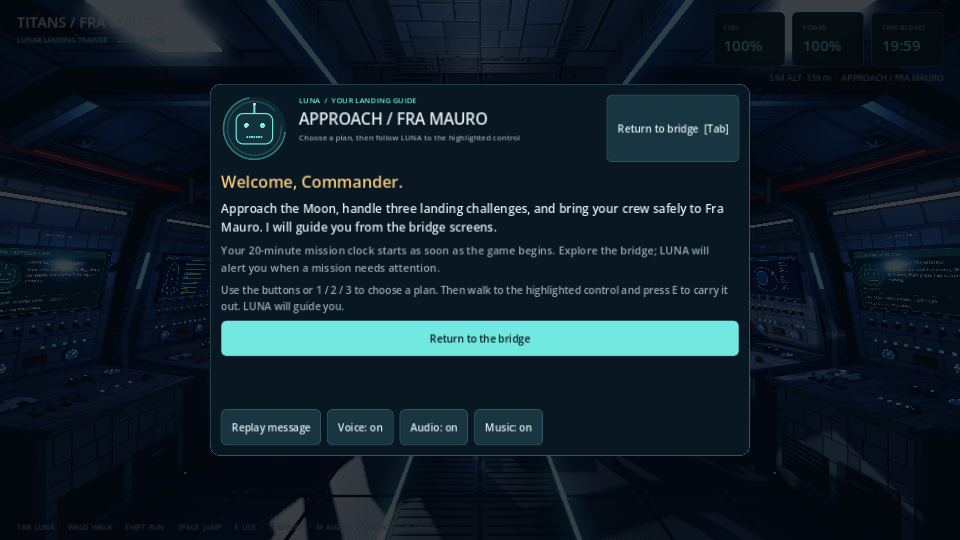 TITANS / FRA MAURO
FUEL
100%
POWER
100%
TIME BUDGET
19:59
SIM ALT 139 m · APPROACH / FRA MAURO
LUNA / YOUR LANDING GUIDE
APPROACH / FRA MAURO
Choose a plan, then follow LUNA to the highlighted control
Return to bridge [Tab]
Welcome, Commander.
Approach the Moon, handle three landing challenges, and bring your crew safely to Fra
Mauro. I will guide you from the bridge screens.
Your 20-minute mission clock starts as soon as the game begins. Explore the bridge; LUNA will
alert you when a mission needs attention.
Use the buttons or 1 / 2 / 3 to choose a plan. Then walk to the highlighted control and press E to carry it
out. LUNA will guide you.
Return to the bridge
Replay message
Voice: on
Audio: on
Music: on
TAB LUNA · WASD WALK · SHIFT RUN · SPACE JUMP · E USE